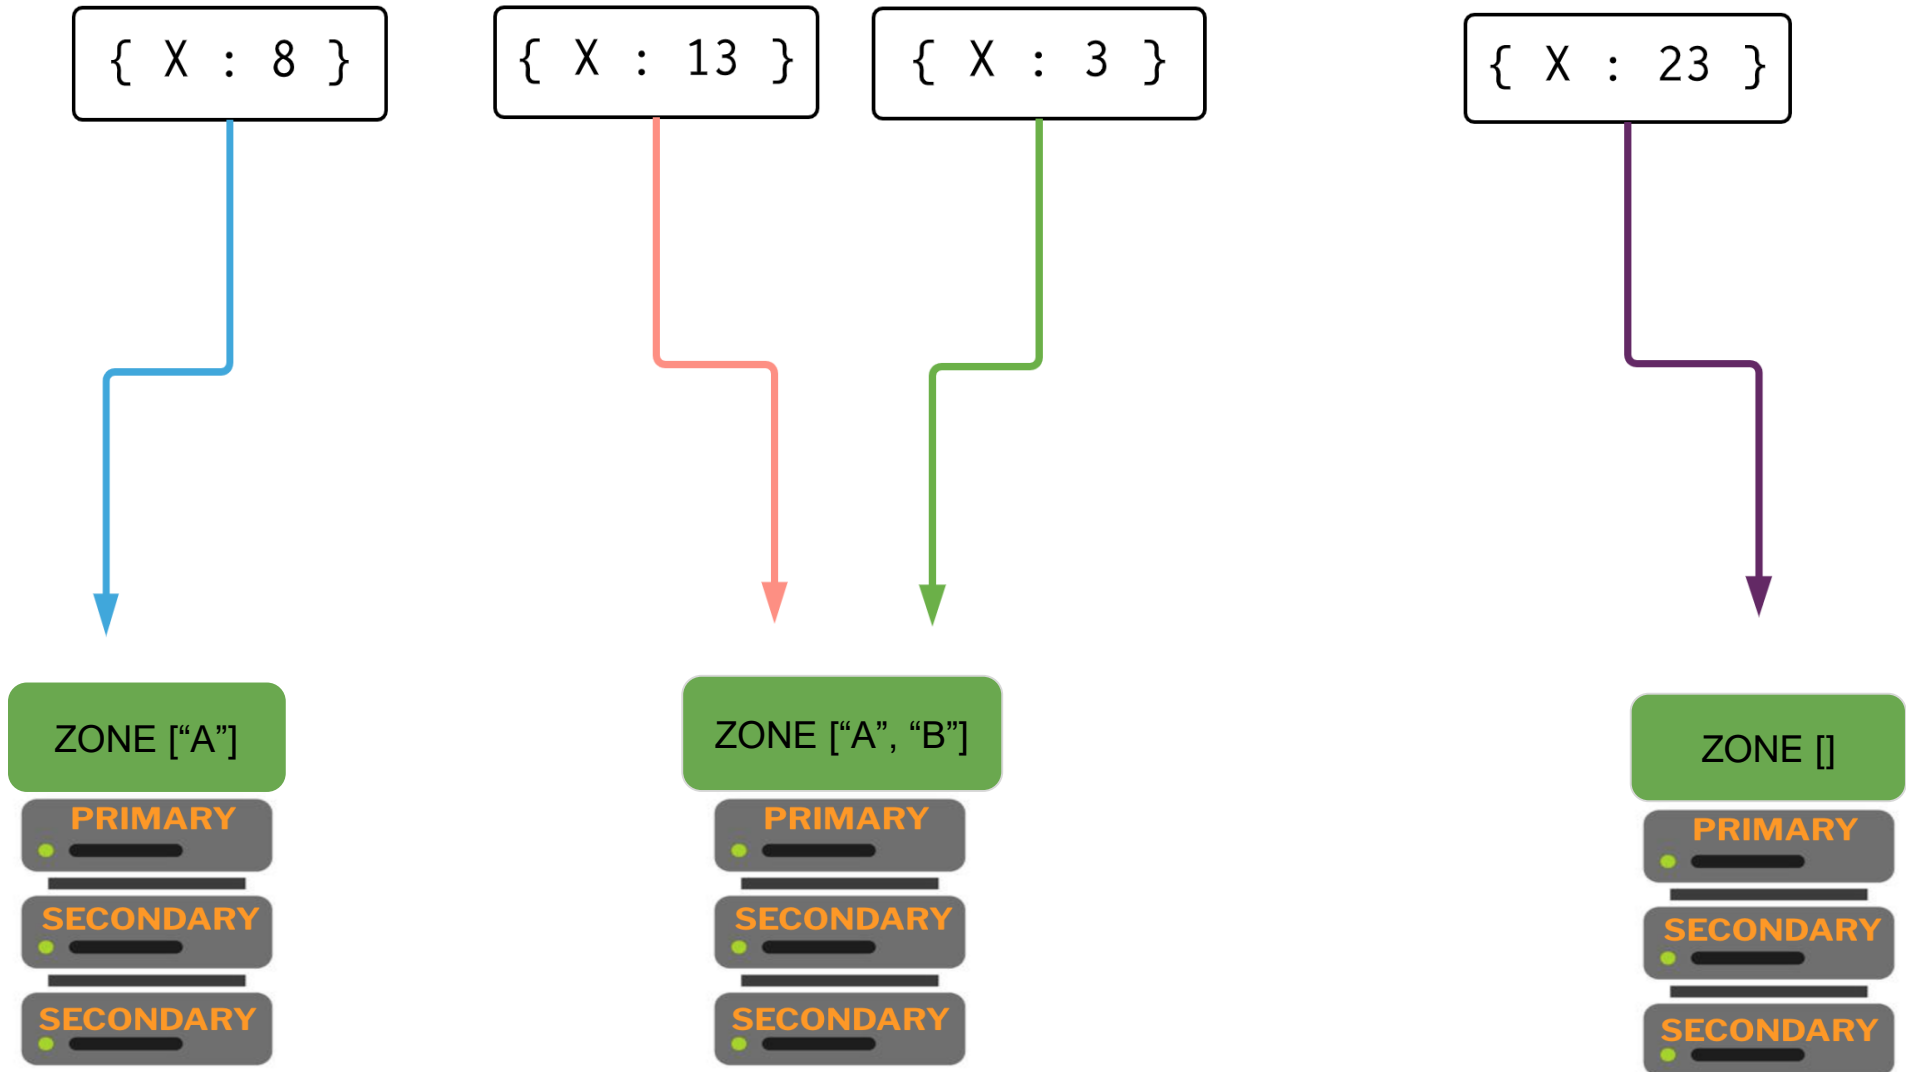 { X : 8 }
{ X : 13 }
{ X : 3 }
{ X : 23 }
ZONE [“A”]
ZONE [“A”, “B”]
ZONE []
PRIMARY
SECONDARY
SECONDARY
PRIMARY
SECONDARY
SECONDARY
PRIMARY
SECONDARY
SECONDARY